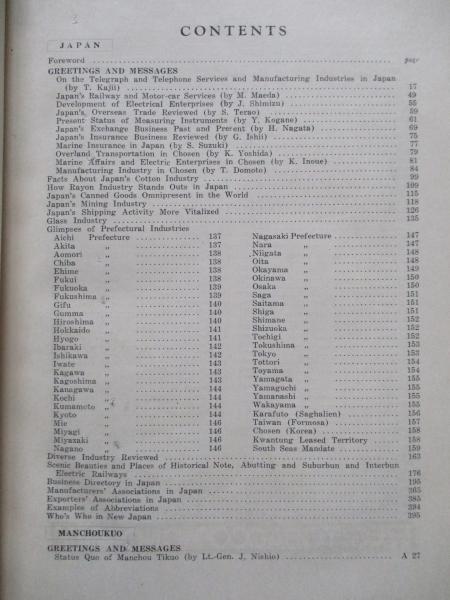 3
CONTENTS
JAPAN
Foreword page
GREETINGS AND MESSAGES
On the Telegraph and Telephone Services and Manufacturing Industries in Japan
(by T. Kajii) 17
Japan's Railway and Motor-car Services (by M. Maeda) 49
Development of Electrical Enterprises (by J. Shimizu) 55
Japan's Overseas Trade Reviewed (by S. Terao) 59
Present Status of Measuring Instruments (by Y. Kogane) 61
Japan's Exchange Business Past and Prerent (by H. Nagata) 69
Japan's Insurance Business Reviewed (by G. Ishii) 75
Marine Insurance in Japan (by S. Suzuki) 77
Overland Transportation in Chosen (by K. Yoshida) 79
Marine Affairs and Electric Enterprises in Chosen (by K. Inoue) 81
Manufacturing Industry in Chosen (by T. Domoto) 84
Facts About Japan's Cotton Industry 99
How Rayon Industry Stands Outs in Japan 109
Japan's Canned Goods Omnipresent in the World 115
Japan's Mining Industry 118
Japan's Shipping Activity More Vitalized 126
Glass Industry 135
Glimpses of Prefectural Industries
Aichi Prefecture 137
Akita „ 137
Aomori „ 138
Chiba „ 138
Ehime „ 138
Fukui „ 138
Fukuoka „ 139
Fukushima „ 139
Gifu „ 140
Gumma „ 140
Hiroshima „ 140
Hokkaido „ 141
Hyogo „ 141
Ibaraki „ 142
Ishikawa „ 142
Iwate „ 143
Kagawa „ 143
Kagoshima „ 143
Kanagawa „ 144
Kochi „ 144
Kumamoto „ 144
Kyoto „ 144
Mie „ 146
Miyagi „ 146
Miyazaki „ 146
Nagano „ 146
Nagasaki Prefecture 147
Nara „ 147
Niigata „ 148
Oita „ 148
Okayama „ 149
Okinawa „ 150
Osaka „ 150
Saga „ 151
Saitama „ 151
Shiga „ 151
Shimane „ 152
Shizuoka „ 152
Tochigi „ 152
Tokushima „ 153
Tokyo „ 153
Tottori „ 154
Toyama „ 154
Yamagata „ 155
Yamaguchi „ 155
Yamanashi „ 155
Wakayama „ 155
Karafuto (Saghalien) 156
Taiwan (Formosa) 157
Chosen (Korea) 158
Kwantung Leased Territory 158
South Seas Mandate 159
Diverse Industry Reviewed 163
Scenic Beauties and Places of Historical Note, Abutting and Suburbun and Interbun
Electric Railways 176
Business Directory in Japan 195
Manufacturers' Associations in Japan 365
Exporters' Associations in Japan 385
Examples of Abbreviations 394
Who's Who in New Japan 395
MANCHOUKUO
GREETINGS AND MESSAGES
Status Quo of Manchou Tikuo (by Lt.-Gen. J. Nishio) A 27